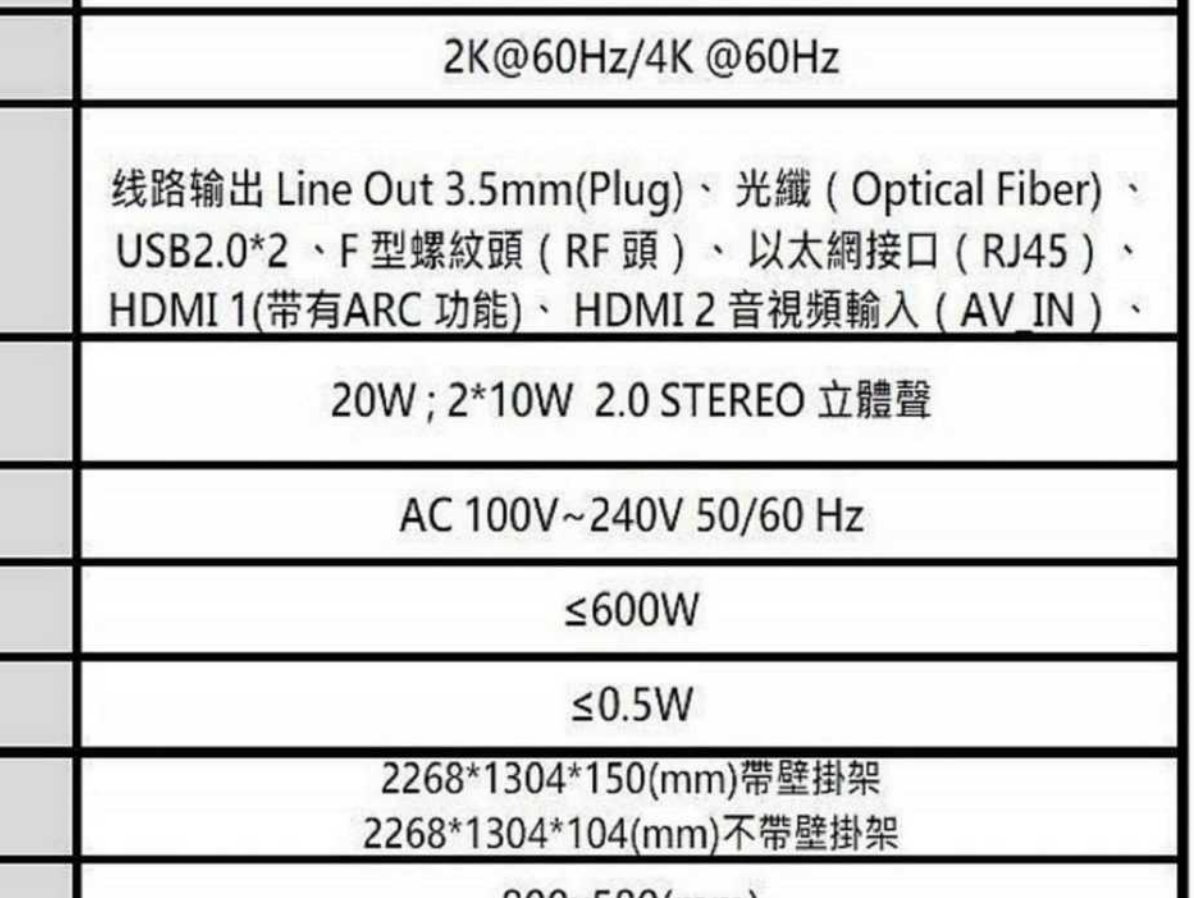 2K@60Hz/4K @60Hz
线路输出 Line Out 3.5mm(Plug)、 光纖 ( Optical Fiber) 、
USB2.0*2 、F 型螺紋頭 ( RF 頭 ) 、 以太網接口 ( RJ45 ) 、
HDMI 1(带有ARC 功能)、 HDMI 2 音視頻輸入 ( AV_IN ) 、
20W ; 2*10W 2.0 STEREO 立體聲
AC 100V~240V 50/60 Hz
≤600W
≤0.5W
2268*1304*150(mm)帶壁掛架
2268*1304*104(mm)不帶壁掛架